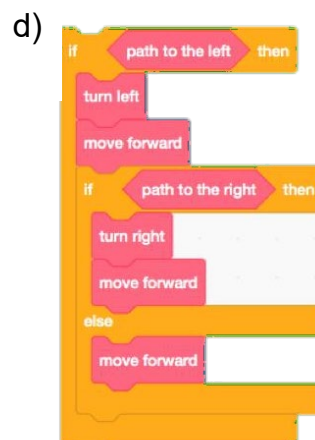 d)
if path to the left then
turn left
move forward
if path to the right then
turn right
move forward
else
move forward